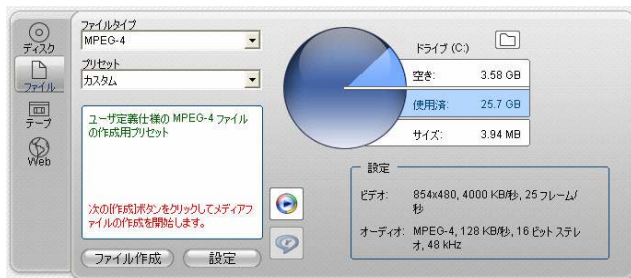 ディスク
ファイル
テープ
Web
ファイルタイプ
MPEG-4
プリセット
カスタム
ユーザ定義仕様の MPEG-4 ファイル
の作成用プリセット
次の[作成]ボタンをクリックしてメディアフ
ァイルの作成を開始します。
ファイル作成
設定
ドライブ (C:)
空き: 3.58 GB
使用済: 25.7 GB
サイズ: 3.94 MB
設定
ビデオ: 854x480, 4000 KB/秒, 25 フレーム/
秒
オーディオ: MPEG-4, 128 KB/秒, 16 ビット ステレ
オ, 48 kHz